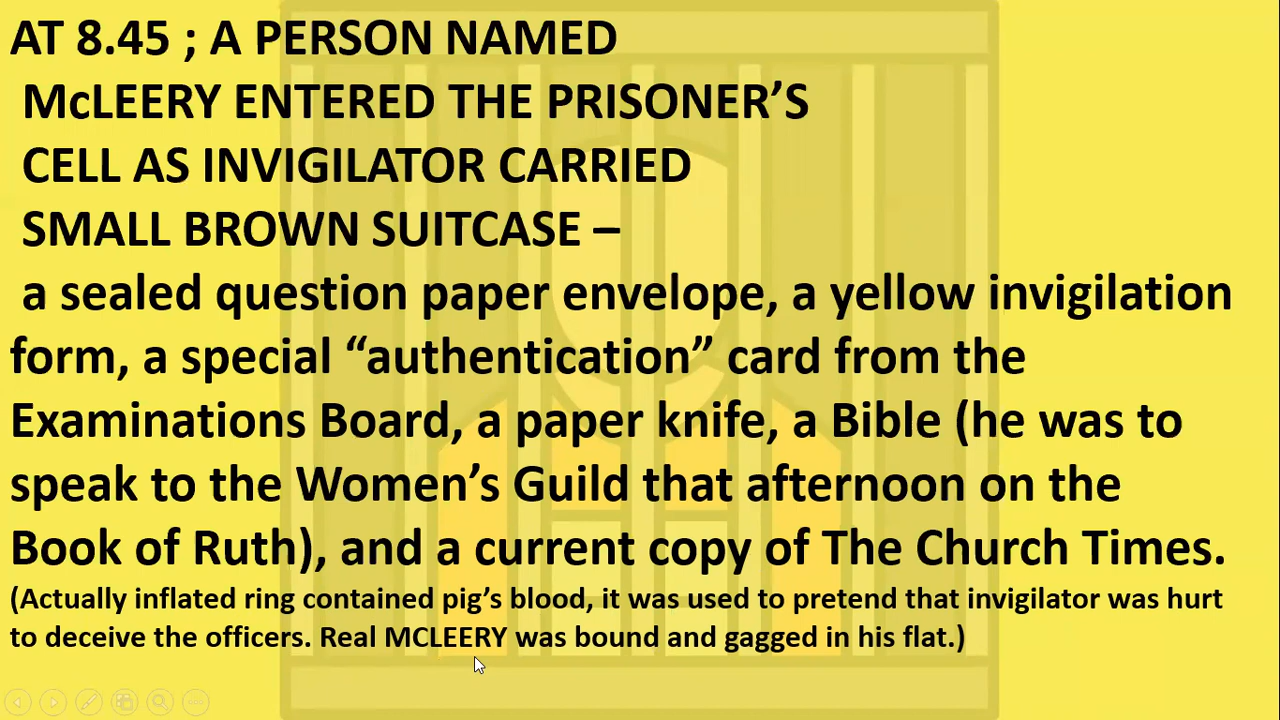 AT 8.45 ; A PERSON NAMED
McLEERY ENTERED THE PRISONER’S
CELL AS INVIGILATOR CARRIED
SMALL BROWN SUITCASE –
a sealed question paper envelope, a yellow invigilation
form, a special “authentication” card from the
Examinations Board, a paper knife, a Bible (he was to
speak to the Women’s Guild that afternoon on the
Book of Ruth), and a current copy of The Church Times.
(Actually inflated ring contained pig’s blood, it was used to pretend that invigilator was hurt
to deceive the officers. Real MCLEERY was bound and gagged in his flat.)